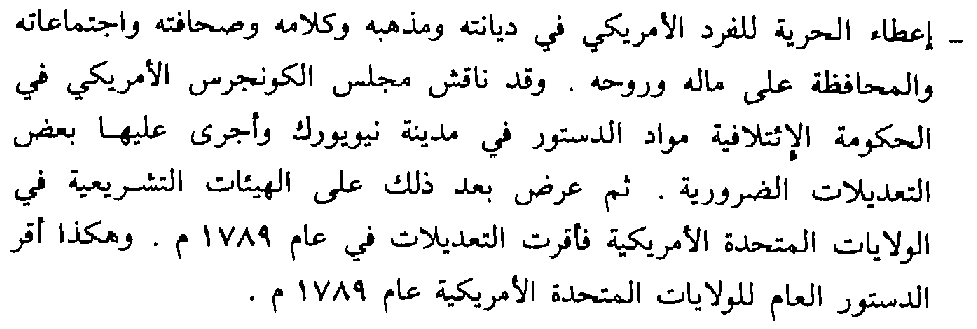 ـ إعطاء الحرية للفرد الأمريكي في ديانته ومذهبه وكلامه وصحافته واجتماعاته
والمحافظة على ماله وروحه . وقد ناقش مجلس الكونجرس الأمريكي في
الحكومة الإئتلافية مواد الدستور في مدينة نيويورك وأجرى عليها بعض
التعديلات الضرورية . ثم عرض بعد ذلك على الهيئات التشريعية في
الولايات المتحدة الأمريكية فأقرت التعديلات في عام ١٧٨٩ م . وهكذا أقر
الدستور العام للولايات المتحدة الأمريكية عام ١٧٨٩ م .